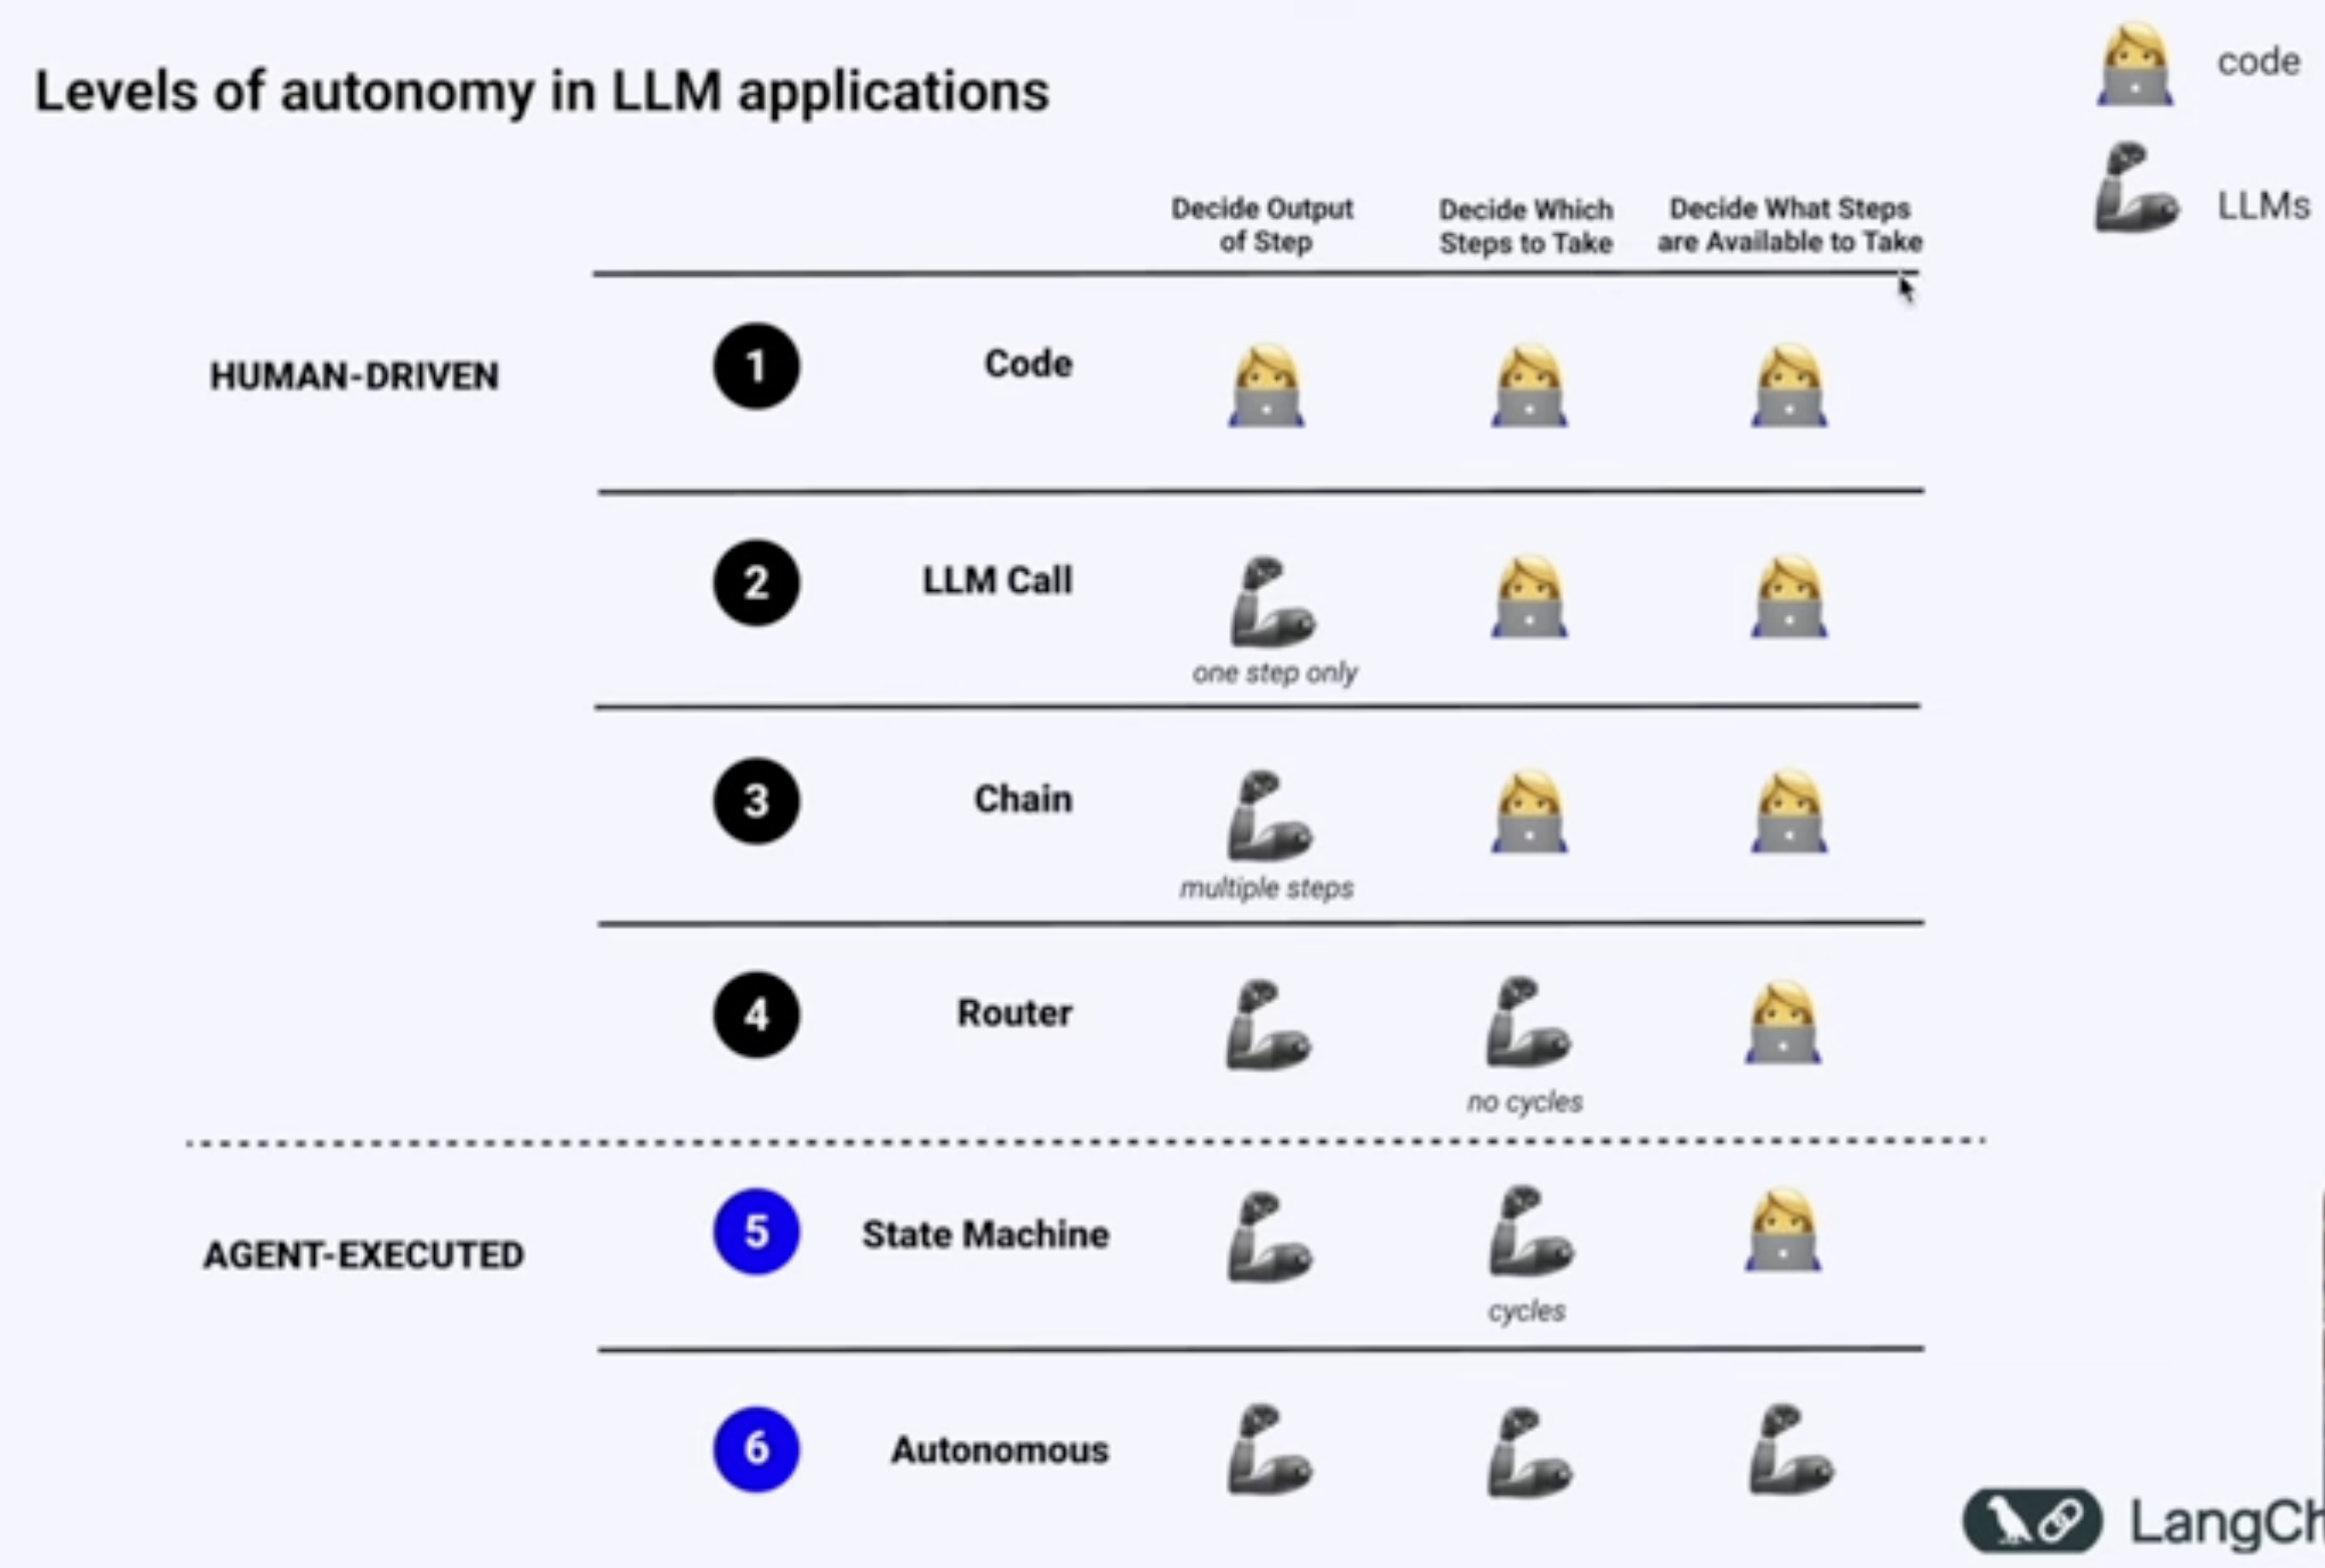 Levels of autonomy in LLM applications
code
LLMs
Decide Output
of Step
Decide Which
Steps to Take
Decide What Steps
are Available to Take
HUMAN-DRIVEN
1
Code
2
LLM Call
one step only
3
Chain
multiple steps
4
Router
no cycles
AGENT-EXECUTED
5
State Machine
cycles
6
Autonomous
LangCh